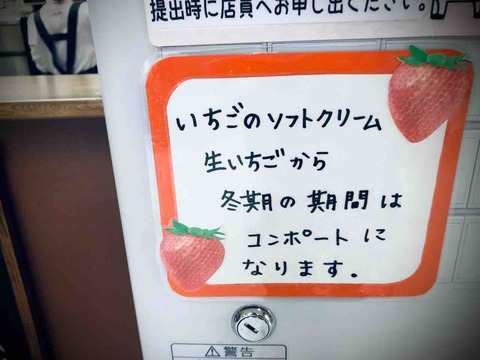 提出時に店員へお申し出ください。
いちごのソフトクリーム
生いちごから
冬期の期間は
コンポートに
なります.
⚠警告